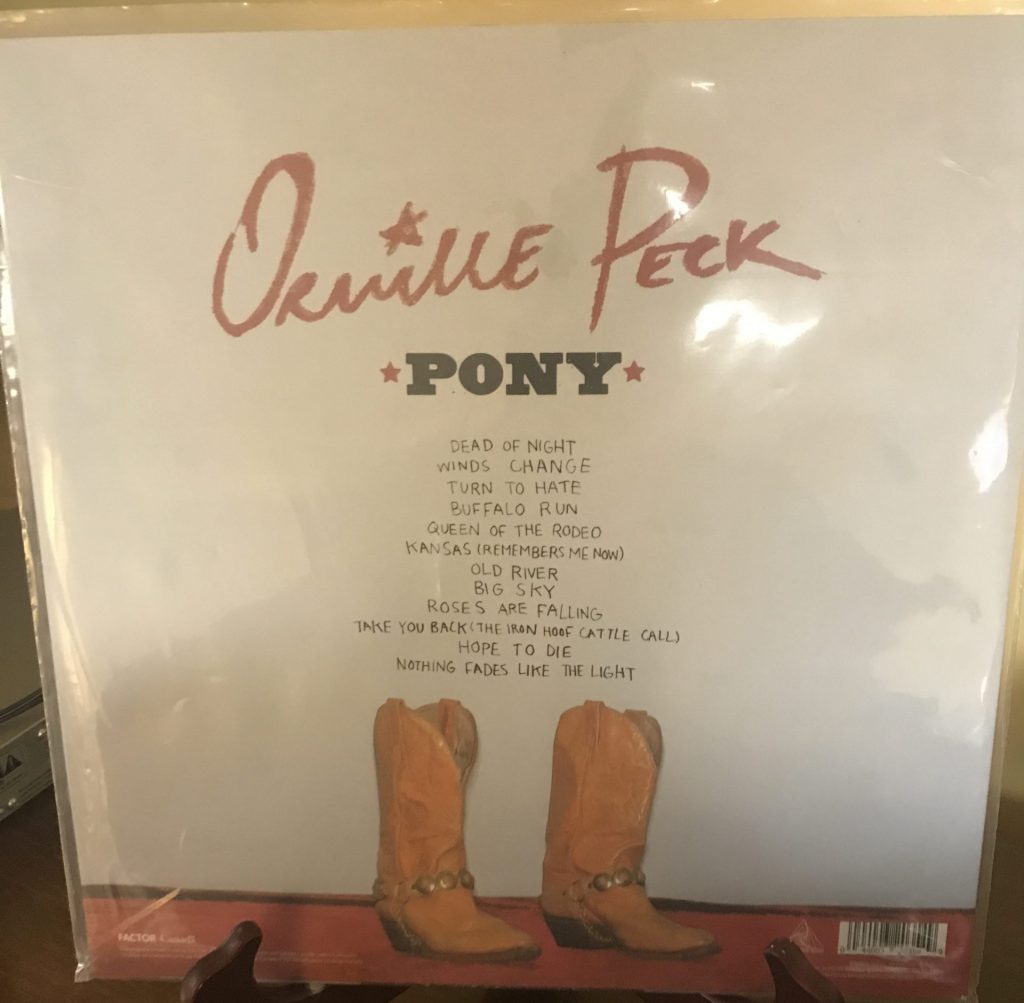 Orville Peck
PONY
DEAD OF NIGHT
WINDS CHANGE
TURN TO HATE
BUFFALO RUN
QUEEN OF THE RODEO
KANSAS (REMEMBERS ME NOW)
OLD RIVER
BIG SKY
ROSES ARE FALLING
TAKE YOU BACK (THE IRON HOOF CATTLE CALL)
HOPE TO DIE
NOTHING FADES LIKE THE LIGHT
FACTOR Canada